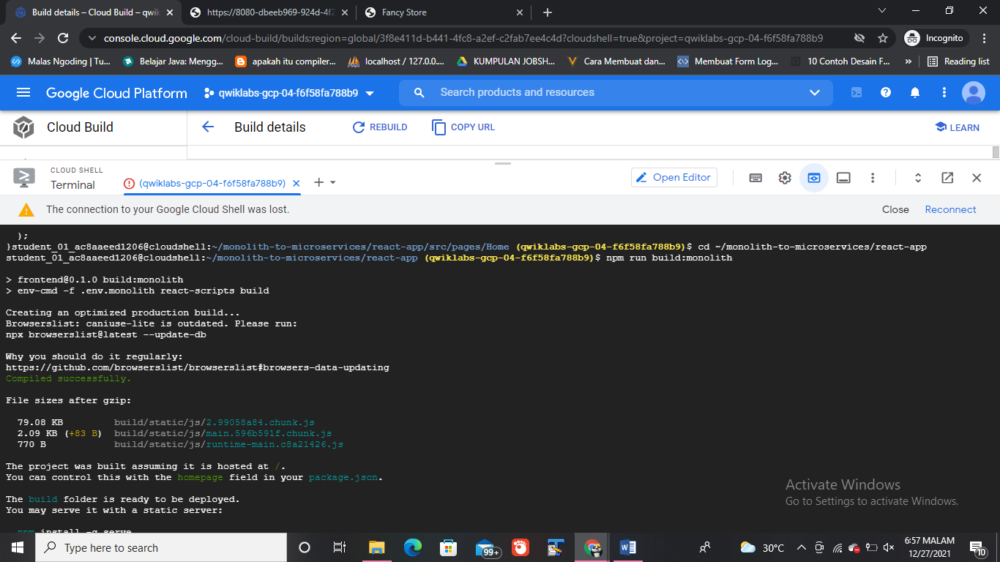 Build details – Cloud Build – qwik
https://8080-dbeeb969-924d-4f2
Fancy Store
console.cloud.google.com/cloud-build/builds;region=global/3f8e411d-b441-4fc8-a2ef-c2fab7ee4c4d?cloudshell=true&project=qwiklabs-gcp-04-f6f58fa788b9
Incognito
Malas Ngoding | Tu...
Belajar Java: Mengg...
apakah itu compiler...
localhost / 127.0.0....
KUMPULAN JOBSH...
Cara Membuat dan...
Membuat Form Log...
10 Contoh Desain F...
»
Reading list
Google Cloud Platform
qwiklabs-gcp-04-f6f58fa788b9
Search products and resources
Cloud Build
Build details
REBUILD
COPY URL
LEARN
CLOUD SHELL
Terminal
(qwiklabs-gcp-04-f6f58fa788b9)
Open Editor
The connection to your Google Cloud Shell was lost.
Close
Reconnect
);
}student_01_ac8aaeed1206@cloudshell:~/monolith-to-microservices/react-app/src/pages/Home (qwiklabs-gcp-04-f6f58fa788b9)$ cd ~/monolith-to-microservices/react-app
student_01_ac8aaeed1206@cloudshell:~/monolith-to-microservices/react-app (qwiklabs-gcp-04-f6f58fa788b9)$ npm run build:monolith
> frontend@0.1.0 build:monolith
> env-cmd -f .env.monolith react-scripts build
Creating an optimized production build...
Browserslist: caniuse-lite is outdated. Please run:
npx browserslist@latest --update-db
Why you should do it regularly:
https://github.com/browserslist/browserslist#browsers-data-updating
Compiled successfully.
File sizes after gzip:
79.08 KB build/static/js/2.99058a84.chunk.js
2.09 KB (+83 B) build/static/js/main.596b591f.chunk.js
770 B build/static/js/runtime-main.c8a21426.js
The project was built assuming it is hosted at /.
You can control this with the homepage field in your package.json.
The build folder is ready to be deployed.
You may serve it with a static server:
npm install -g serve
Activate Windows
Go to Settings to activate Windows.
Type here to search
99+
30°C
6:57 MALAM
12/27/2021
10